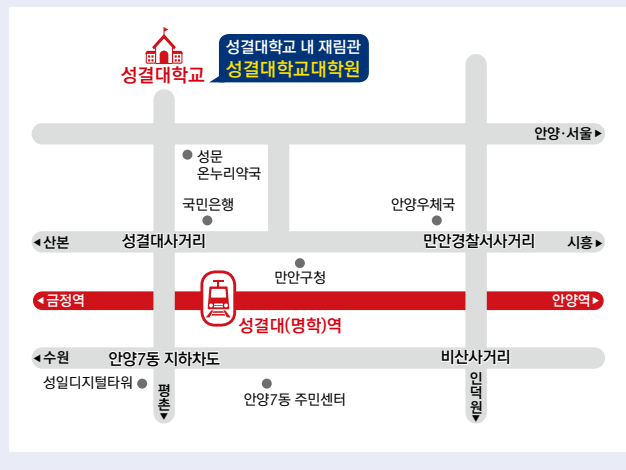 성결대학교 내 재림관
성결대학교대학원
성결대학교
안양·서울▶
성문
온누리약국
국민은행
안양우체국
◀산본
성결대사거리
만안경찰서사거리
시흥▶
만안구청
◀금정역
안양역▶
성결대(명학)역
◀수원
안양7동 지하차도
비산사거리
성일디지털타워
평촌▼
안양7동 주민센터
인덕원▼